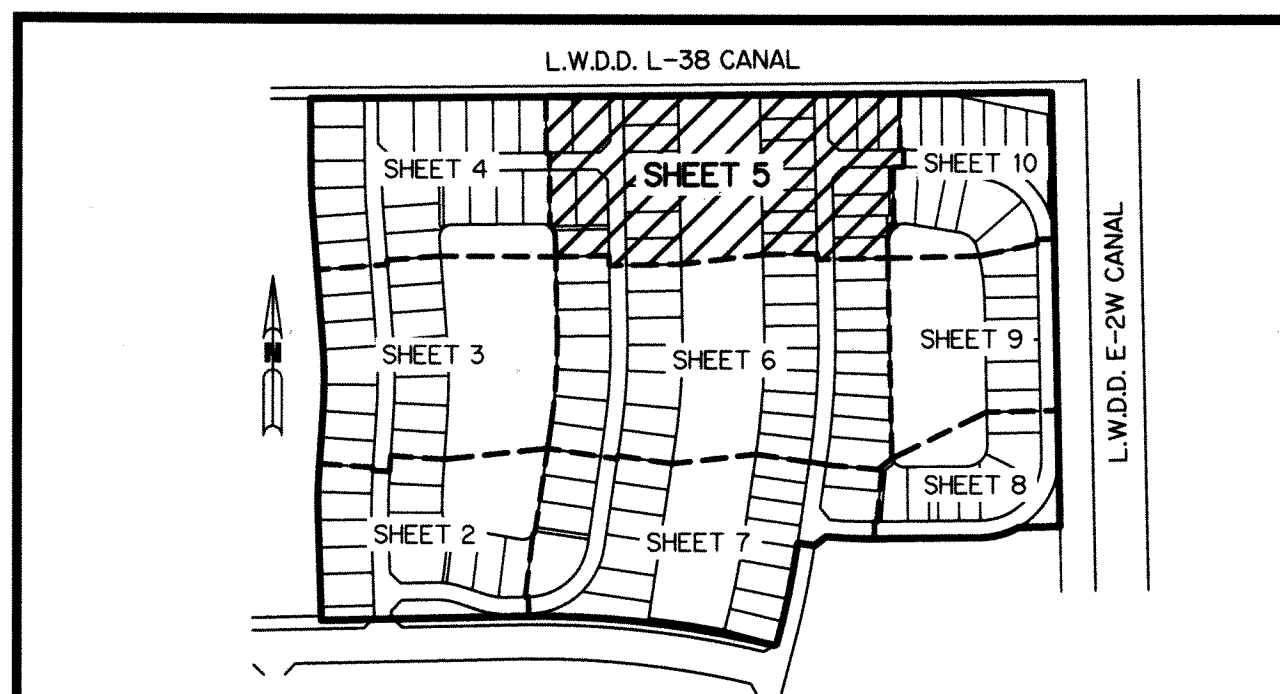 L.W.D.D. L-38 CANAL
SHEET 4
SHEET 5
SHEET 10
L.W.D.D. E-2W CANAL
N
SHEET 3
SHEET 6
SHEET 9
SHEET 8
SHEET 2
SHEET 7